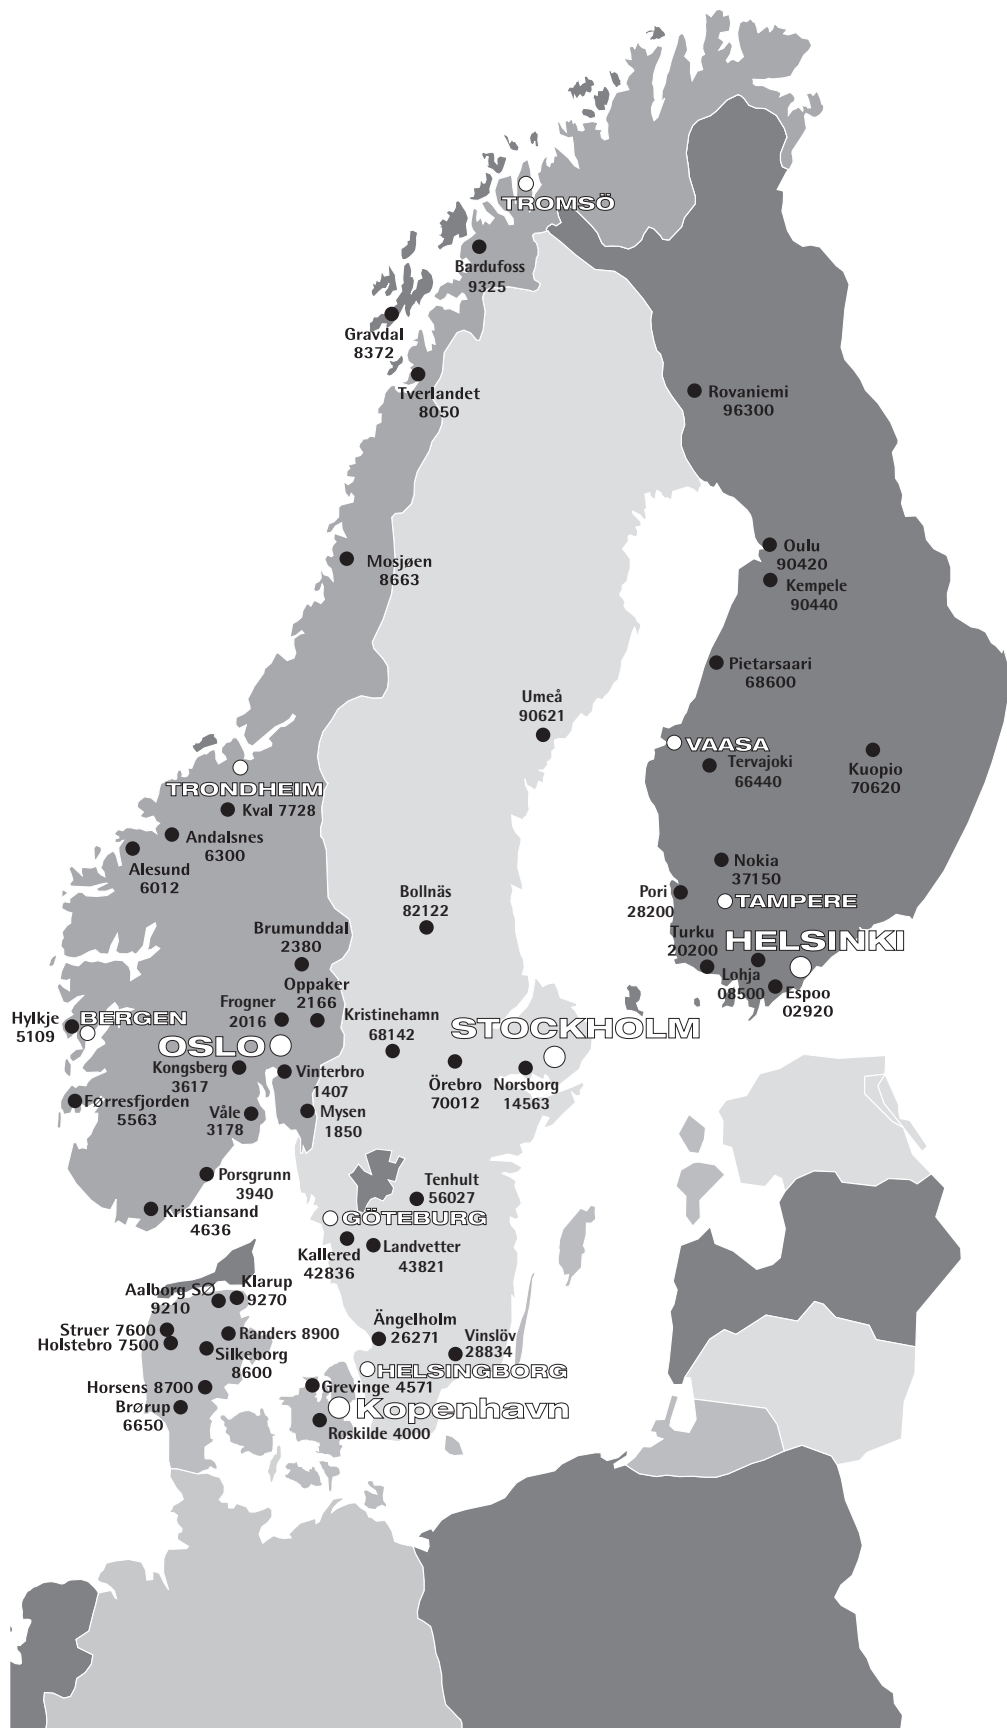 TROMSÖ
Bardufoss
9325
Gravdal
8372
Tverlandet
8050
Rovaniemi
96300
Oulu
90420
Mosjøen
8663
Kempele
90440
Pietarsaari
68600
Umeå
90621
VAASA
Tervajoki
66440
Kuopio
70620
TRONDHEIM
Kval 7728
Andalsnes
6300
Alesund
6012
Nokia
37150
Bollnäs
82122
Pori
28200
TAMPERE
Brumunddal
2380
Turku
20200
HELSINKI
Lohja
08500
Espoo
02920
Oppaker
2166
Frogner
2016
Kristinehamn
68142
STOCKHOLM
Hylkje
5109
BERGEN
OSLO
Kongsberg
3617
Vinterbro
1407
Örebro
70012
Norsborg
14563
Førresfjorden
5563
Våle
3178
Mysen
1850
Porsgrunn
3940
Tenhult
56027
Kristiansand
4636
GÖTEBURG
Kallered
42836
Landvetter
43821
Aalborg SØ
9210
Klarup
9270
Struer 7600
Holstebro 7500
Randers 8900
Silkeborg
8600
Ängelholm
26271
Vinslöv
28834
HELSINGBORG
Horsens 8700
Grevinge 4571
Brørup
6650
Kopenhavn
Roskilde 4000